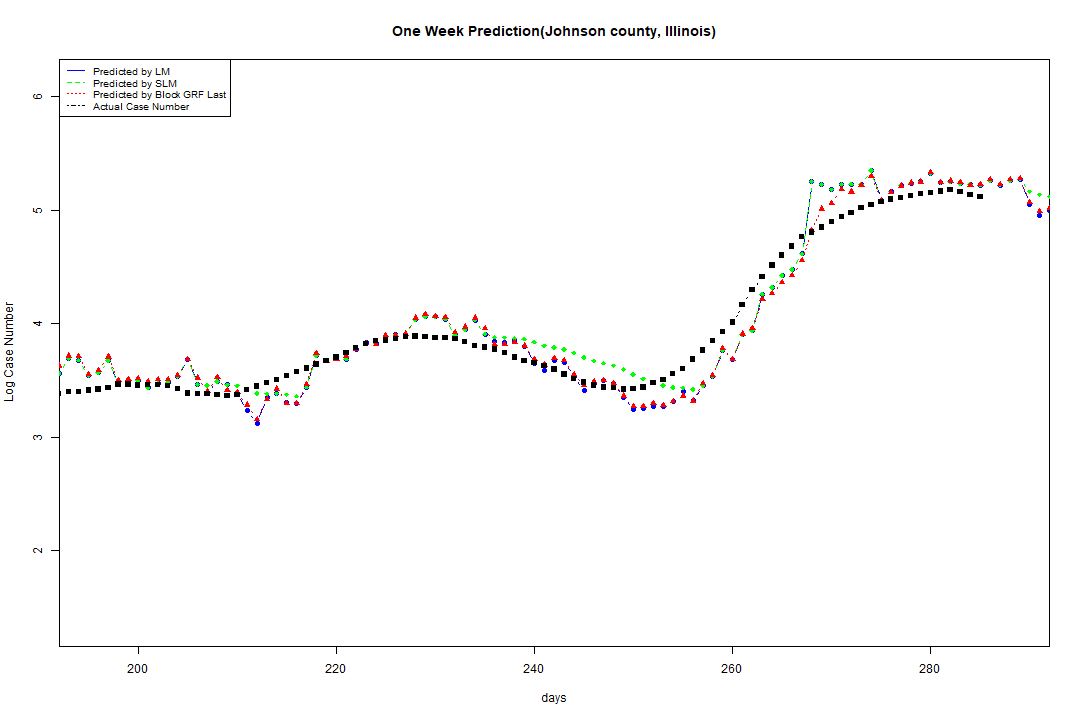 One Week Prediction(Johnson county, Illinois)
Predicted by LM
Predicted by SLM
Predicted by Block GRF Last
Actual Case Number
6
5
4
3
2
Log Case Number
200
220
240
260
280
days